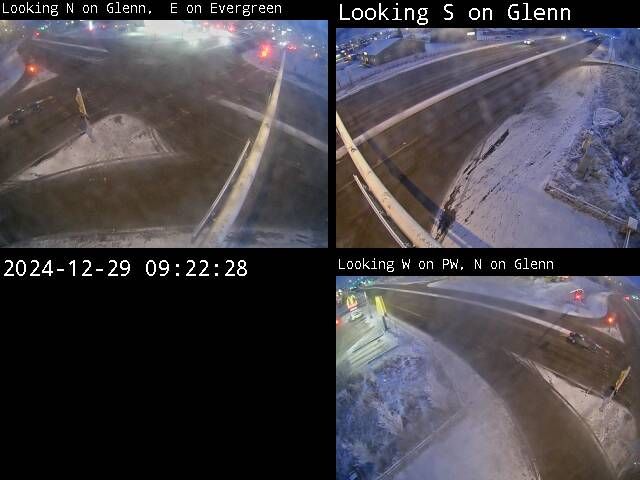 Looking N on Glenn,  E on Evergreen
Looking S on Glenn
2024-12-29 09:22:28
Looking W on PW, N on Glenn